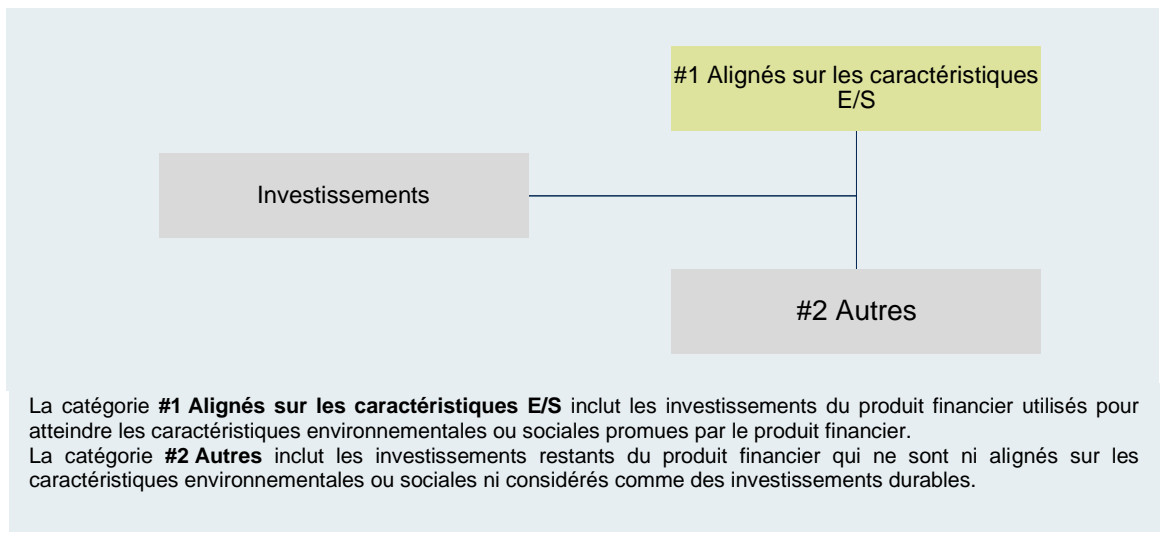 #1 Alignés sur les caractéristiques
E/S
Investissements
#2 Autres
La catégorie #1 Alignés sur les caractéristiques E/S inclut les investissements du produit financier utilisés pour
atteindre les caractéristiques environnementales ou sociales promues par le produit financier.
La catégorie #2 Autres inclut les investissements restants du produit financier qui ne sont ni alignés sur les
caractéristiques environnementales ou sociales ni considérés comme des investissements durables.